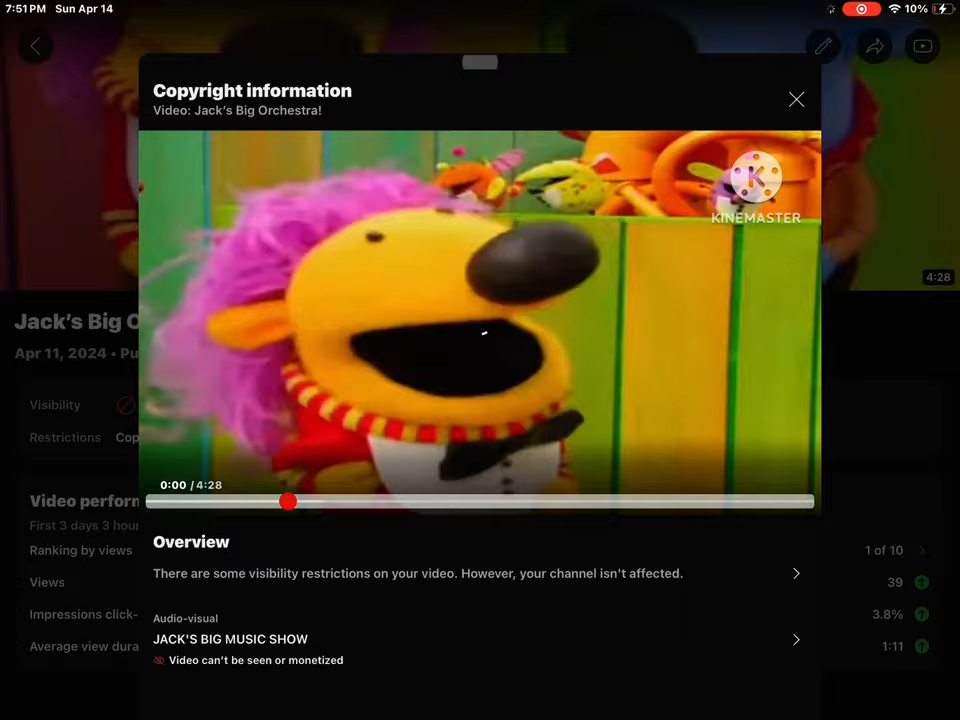 7:51 PM Sun Apr 14
10%
Copyright information
Video: Jack's Big Orchestra!
K
KINEMASTER
4:28
Jack's Big O
Apr 11, 2024 • Pu
Visibility
Restrictions Cop
0:00 / 4:28
Overview
There are some visibility restrictions on your video. However, your channel isn't affected.
Audio-visual
JACK'S BIG MUSIC SHOW
Video can't be seen or monetized
Video perforn
First 3 days 3 hour
Ranking by views 1 of 10
Views 39
Impressions click- 3.8%
Average view dura 1:11